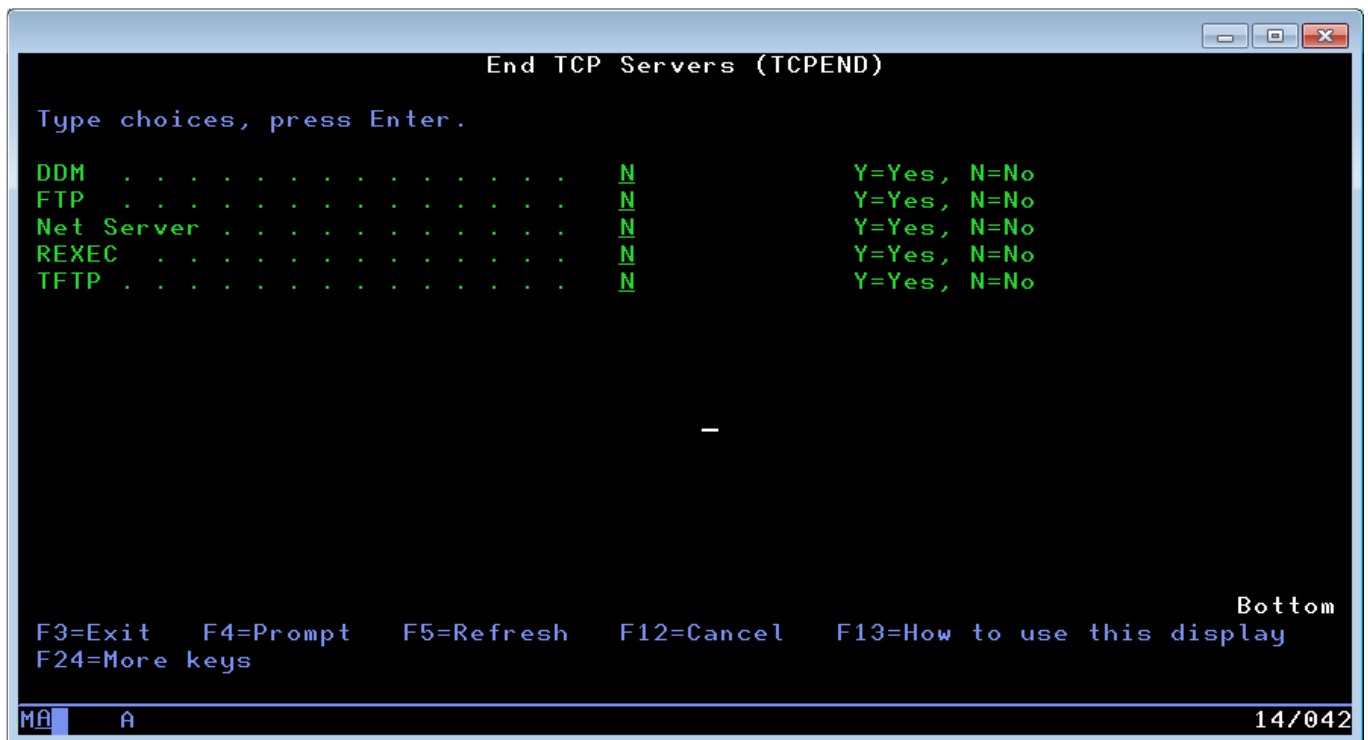 End TCP Servers (TCPEND)
Type choices, press Enter.
DDM . . . . . . . . . . . . . . N Y=Yes, N=No
FTP . . . . . . . . . . . . . . N Y=Yes, N=No
Net Server . . . . . . . . . . . N Y=Yes, N=No
REXEC . . . . . . . . . . . . . N Y=Yes, N=No
TFTP . . . . . . . . . . . . . . N Y=Yes, N=No
Bottom
F3=Exit F4=Prompt F5=Refresh F12=Cancel F13=How to use this display
F24=More keys
MA A 14/042